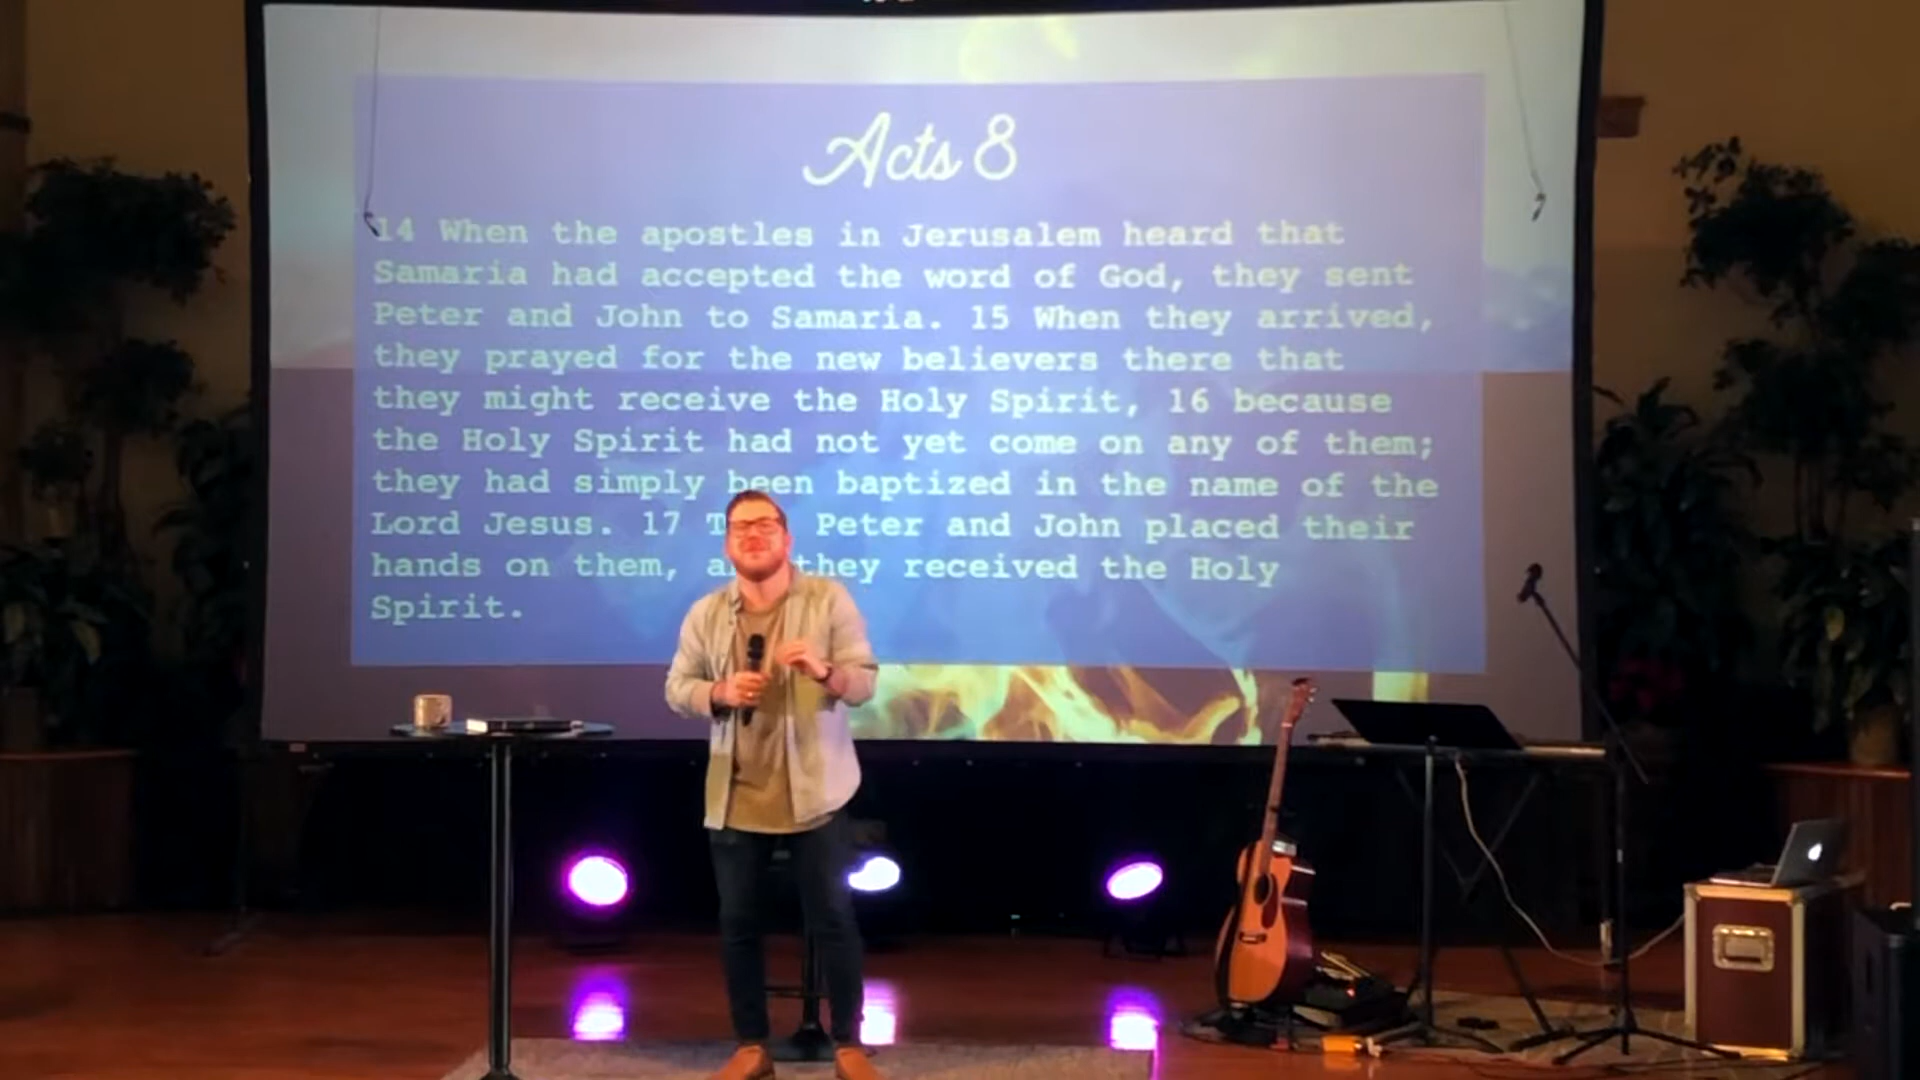 Acts 8
14 When the apostles in Jerusalem heard that
Samaria had accepted the word of God, they sent
Peter and John to Samaria. 15 When they arrived,
they prayed for the new believers there that
they might receive the Holy Spirit, 16 because
the Holy Spirit had not yet come on any of them;
they had simply been baptized in the name of the
Lord Jesus. 17 Peter and John placed their
hands on them, they received the Holy
Spirit.